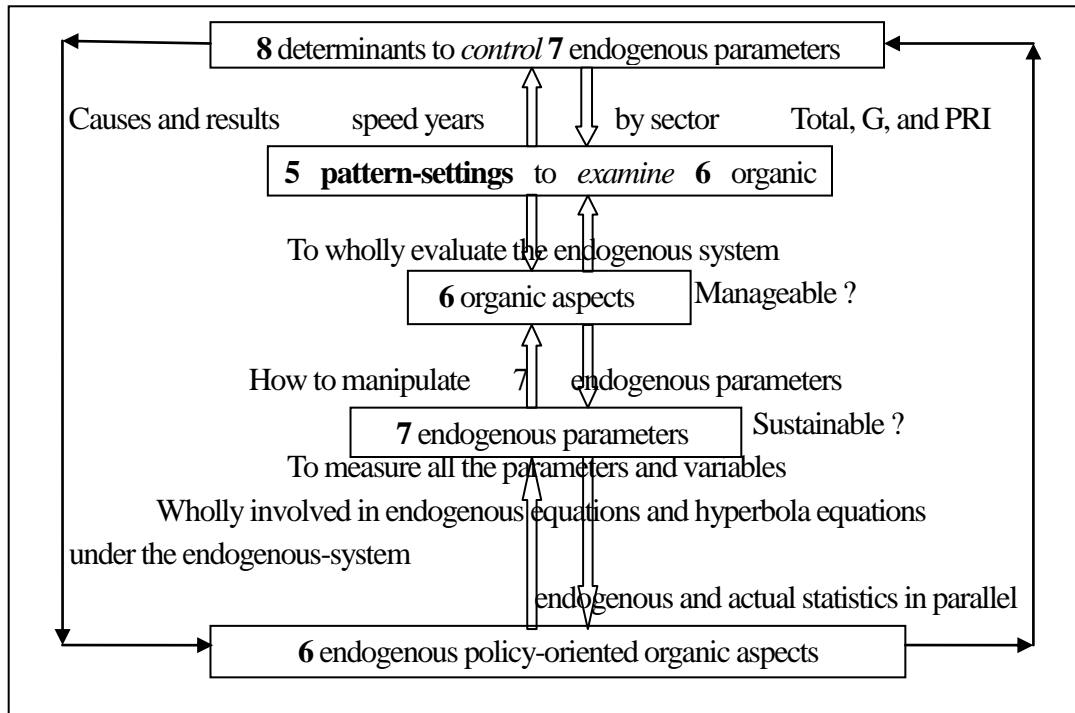 8 determinants to control 7 endogenous parameters
Causes and results speed years by sector Total, G, and PRI
5 pattern-settings to examine 6 organic
To wholly evaluate the endogenous system
6 organic aspects Manageable ?
How to manipulate 7 endogenous parameters
7 endogenous parameters Sustainable ?
To measure all the parameters and variables
Wholly involved in endogenous equations and hyperbola equations
under the endogenous-system
endogenous and actual statistics in parallel
6 endogenous policy-oriented organic aspects